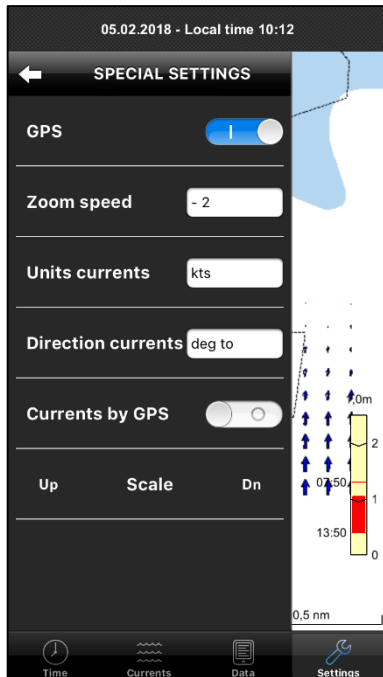 05.02.2018 - Local time 10:12
SPECIAL SETTINGS
GPS
Zoom speed
- 2
Units currents
kts
Direction currents
deg to
Currents by GPS
Up
Scale
Dn
,0m
2
07:50
1
13:50
0
0,5 nm
Time
Currents
Data
Settings